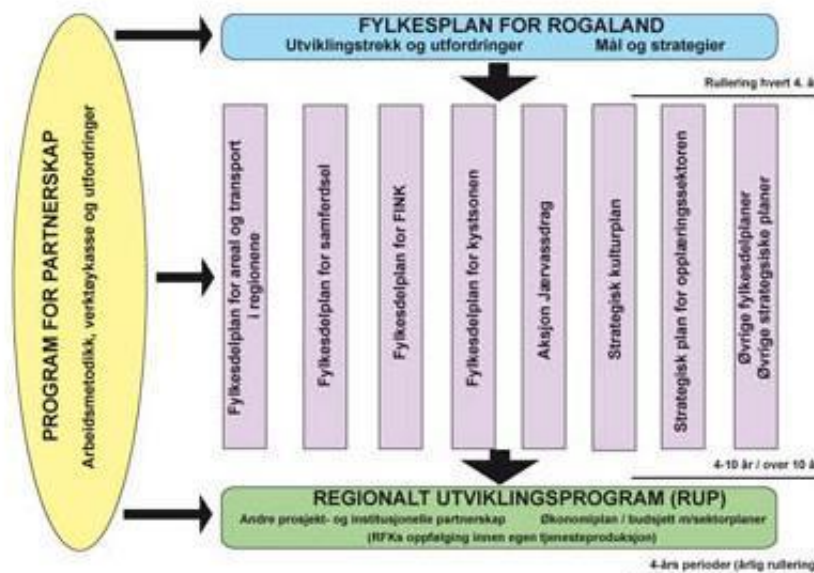 FYLKESPLAN FOR ROGALAND
Utviklingstrekk og utfordringer Mål og strategier
Rullering hvert 4. å
PROGRAM FOR PARTNERSKAP
Arbeidsmetodikk, verktøykasse og utfordringer
Fylkesdelplan for areal og transport
i regionene
Fylkesdelplan for samferdsel
Fylkesdelplan for FINK
Fylkesdelplan for kystsonen
Aksjon Jærvassdrag
Strategisk kulturplan
Strategisk plan for opplæringssektoren
Øvrige fylkesdelplaner
Øvrige strategsiske planer
4-10 år / over 10 å
REGIONALT UTVIKLINGSPROGRAM (RUP)
Andre prosjekt- og institusjonelle partnerskap Økonomiplan / budsjett m/sektorplaner
(RFKs oppfølging innen egen tjenesteproduksjon)
4-års perioder (årlig rullering